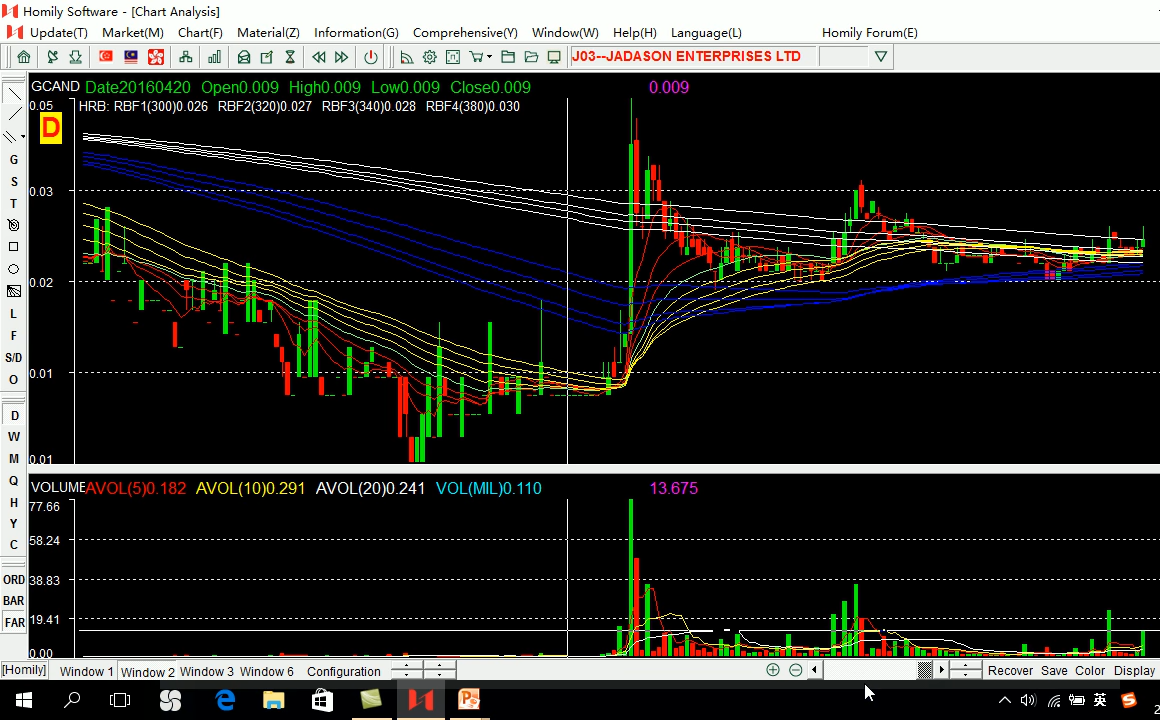 Homily Software - [Chart Analysis]
Update(T) Market(M) Chart(F) Material(Z) Information(G) Comprehensive(Y) Window(W) Help(H) Language(L) Homily Forum(E)
J03--JADASON ENTERPRISES LTD
GCAND Date20160420 Open0.009 High0.009 Low0.009 Close0.009 0.009
0.05 HRB: RBF1(300)0.026 RBF2(320)0.027 RBF3(340)0.028 RBF4(380)0.030
D
G
S
0.03
T
L
0.02
F
S/D
O
0.01
D
W
M
0.01
Q
VOLUME AVOL(5)0.182 AVOL(10)0.291 AVOL(20)0.241 VOL(MIL)0.110 13.675
H
77.66
Y
58.24
C
ORD
38.83
BAR
FAR
19.41
0.00
[Homily] Window 1 Window 2 Window 3 Window 6 Configuration Recover Save Color Display
英
2